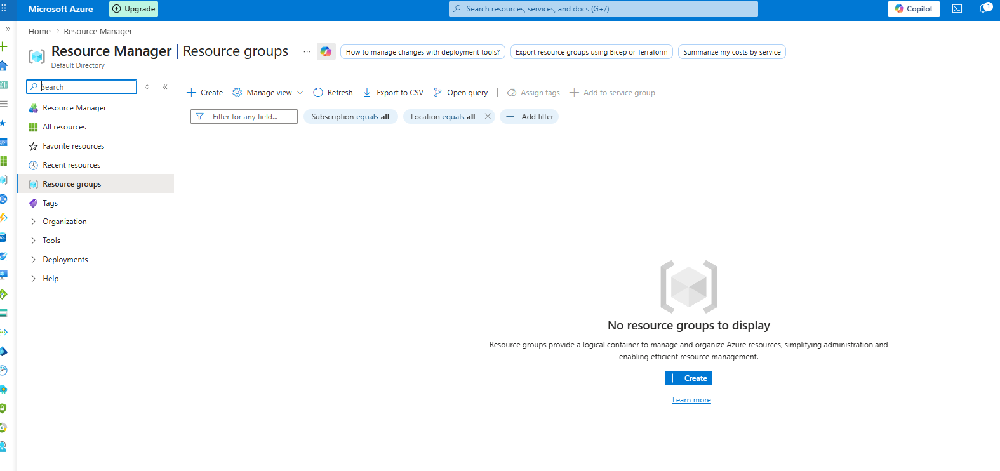 Microsoft Azure
Upgrade
Search resources, services, and docs (G+/)
Copilot
1
Home > Resource Manager
Resource Manager | Resource groups
...
How to manage changes with deployment tools?
Export resource groups using Bicep or Terraform
Summarize my costs by service
Default Directory
Search
Create
Manage view
Refresh
Export to CSV
Open query
Assign tags
Add to service group
Resource Manager
All resources
Favorite resources
Recent resources
Resource groups
Tags
Organization
Tools
Deployments
Help
Filter for any field...
Subscription equals all
Location equals all
Add filter
No resource groups to display
Resource groups provide a logical container to manage and organize Azure resources, simplifying administration and
enabling efficient resource management.
Create
Learn more